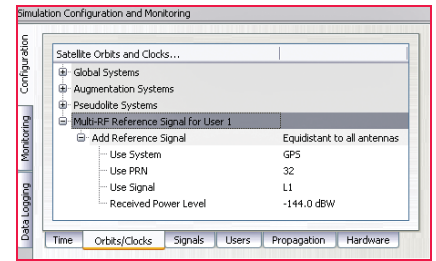 Simulation Configuration and Monitoring
Configuration
Monitoring
Data Logging
Satellite Orbits and Clocks...
Global Systems
Augmentation Systems
Pseudolite Systems
Multi-RF Reference Signal for User 1
Add Reference Signal Equidistant to all antennas
Use System GPS
Use PRN 32
Use Signal L1
Received Power Level -144.0 dBW
Time Orbits/Clocks Signals Users Propagation Hardware